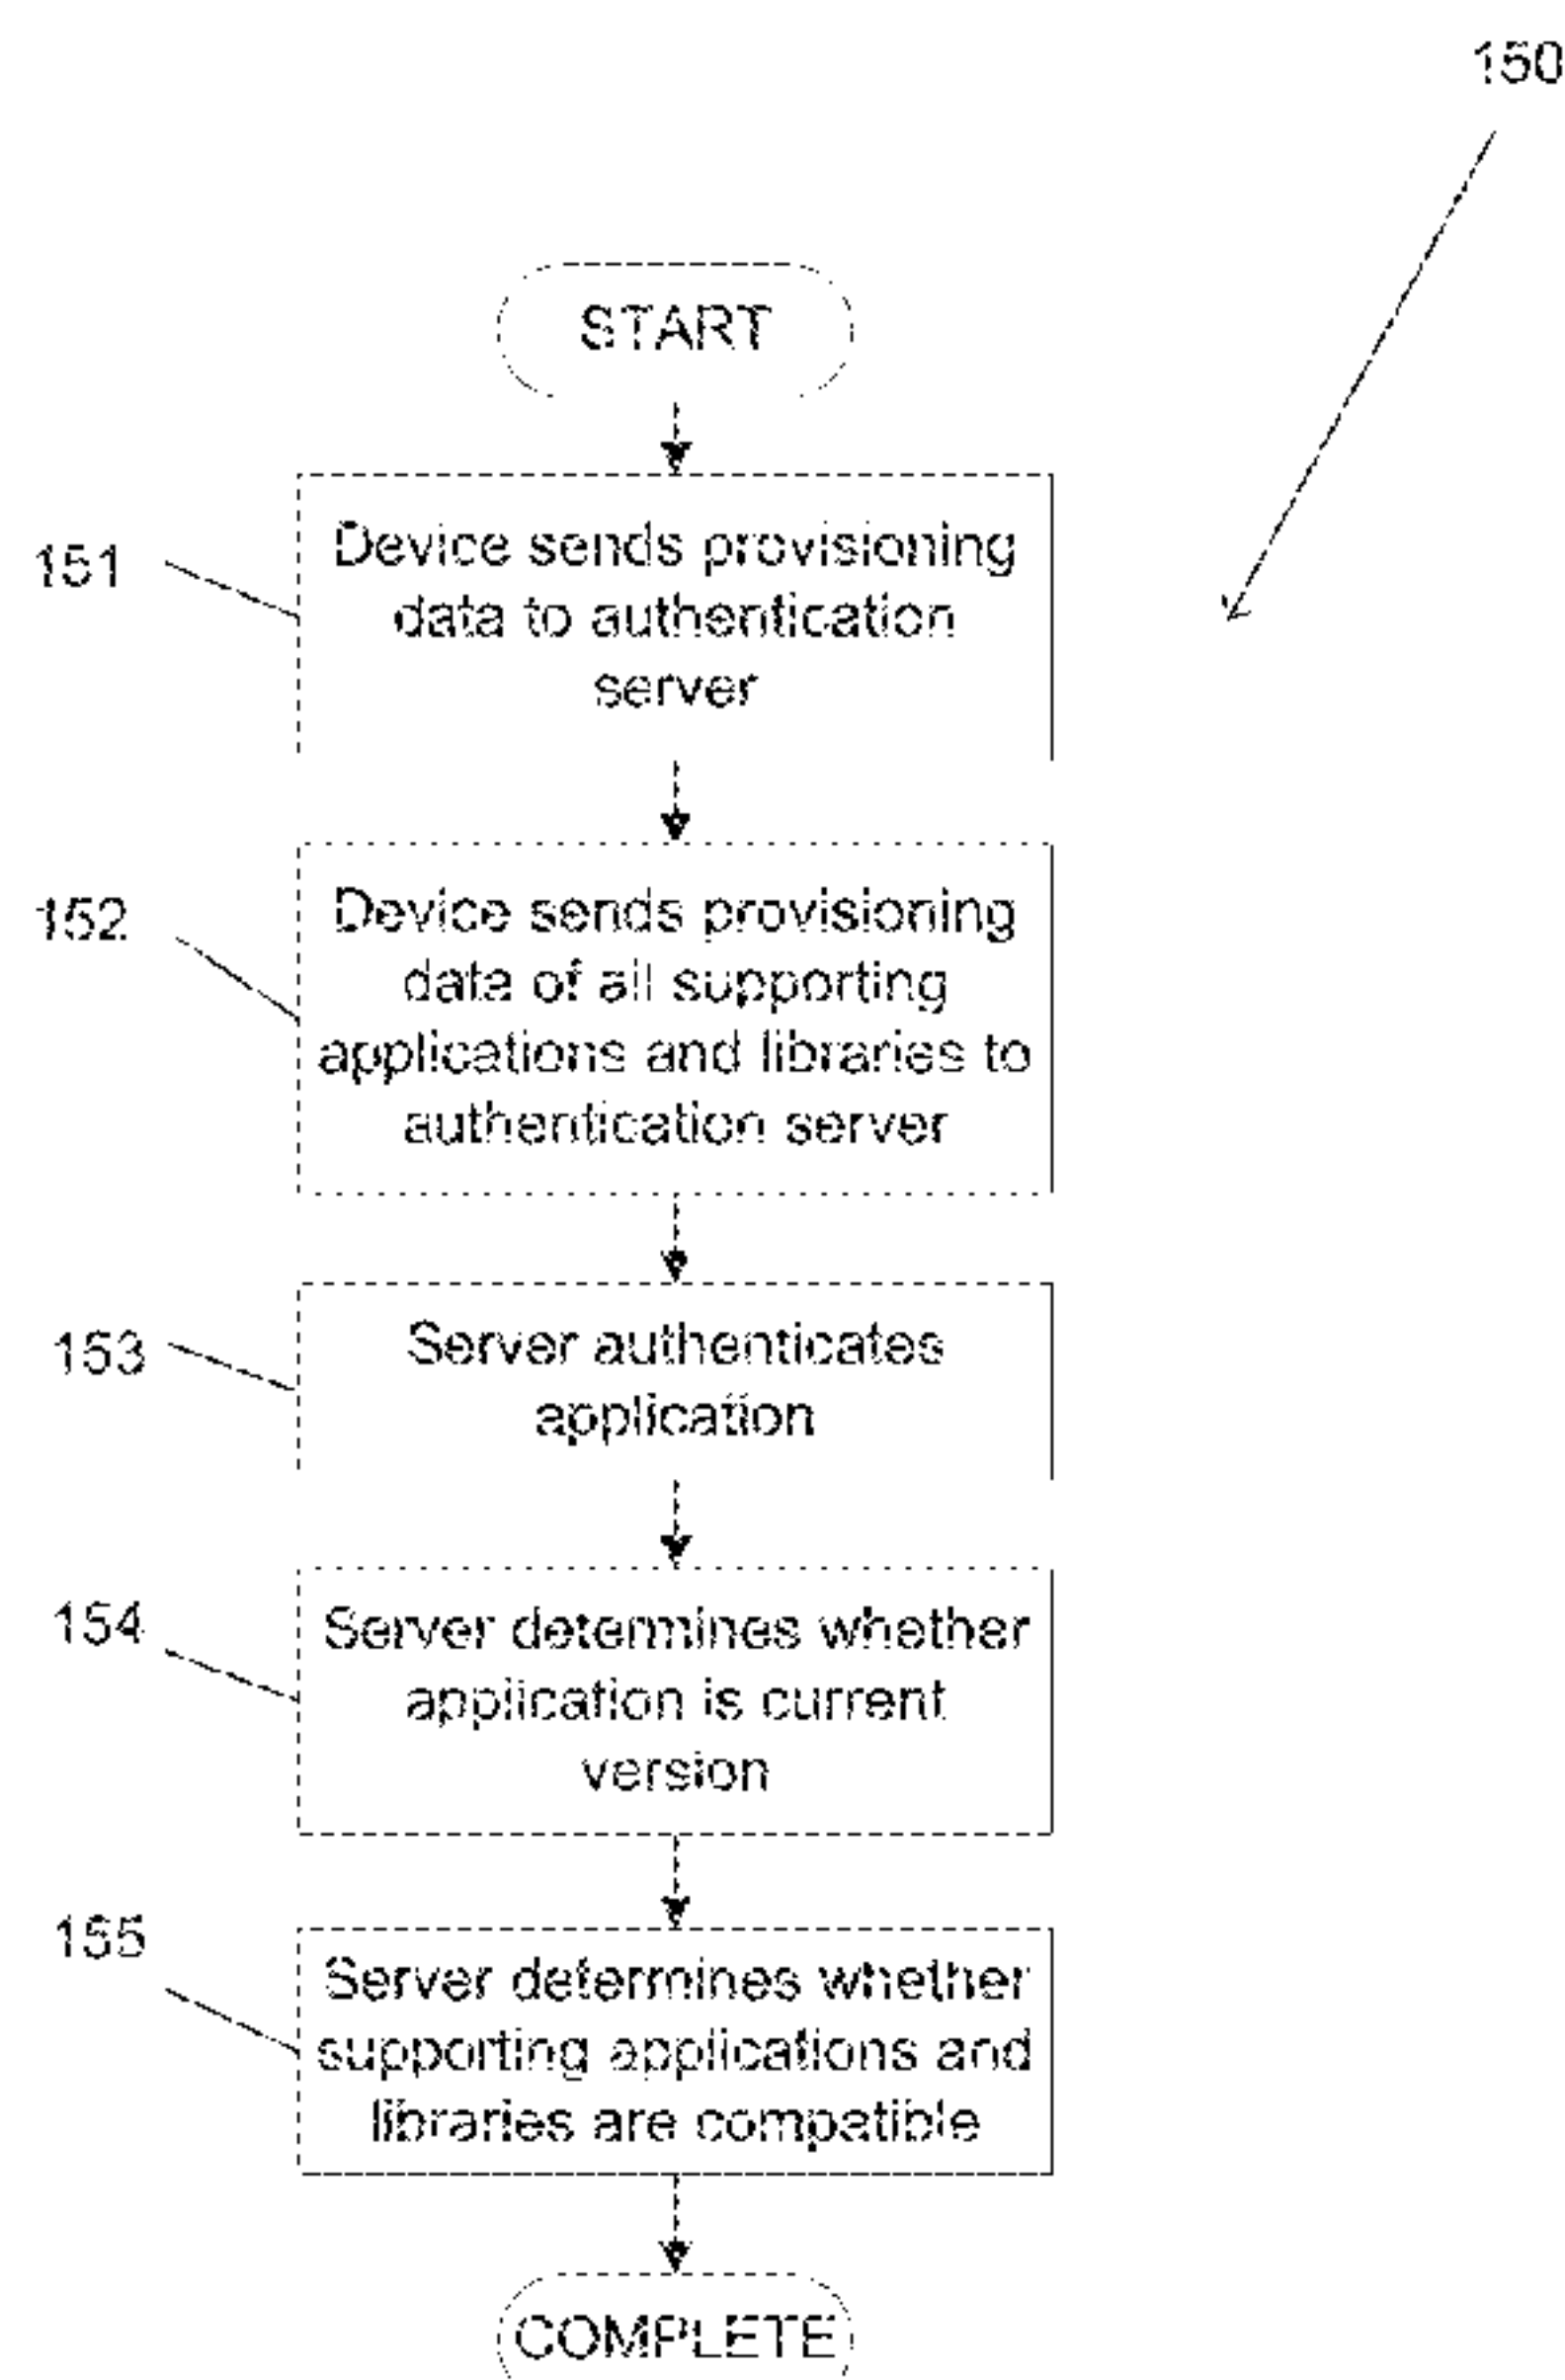 150
START
151
Device sends provisioning
data to authentication
server
152
Device sends provisioning
data of all supporting
applications and libraries to
authentication server
153
Server authenticates
application
154
Server determines whether
application is current
version
155
Server determines whether
supporting applications and
libraries are compatible
COMPLETE